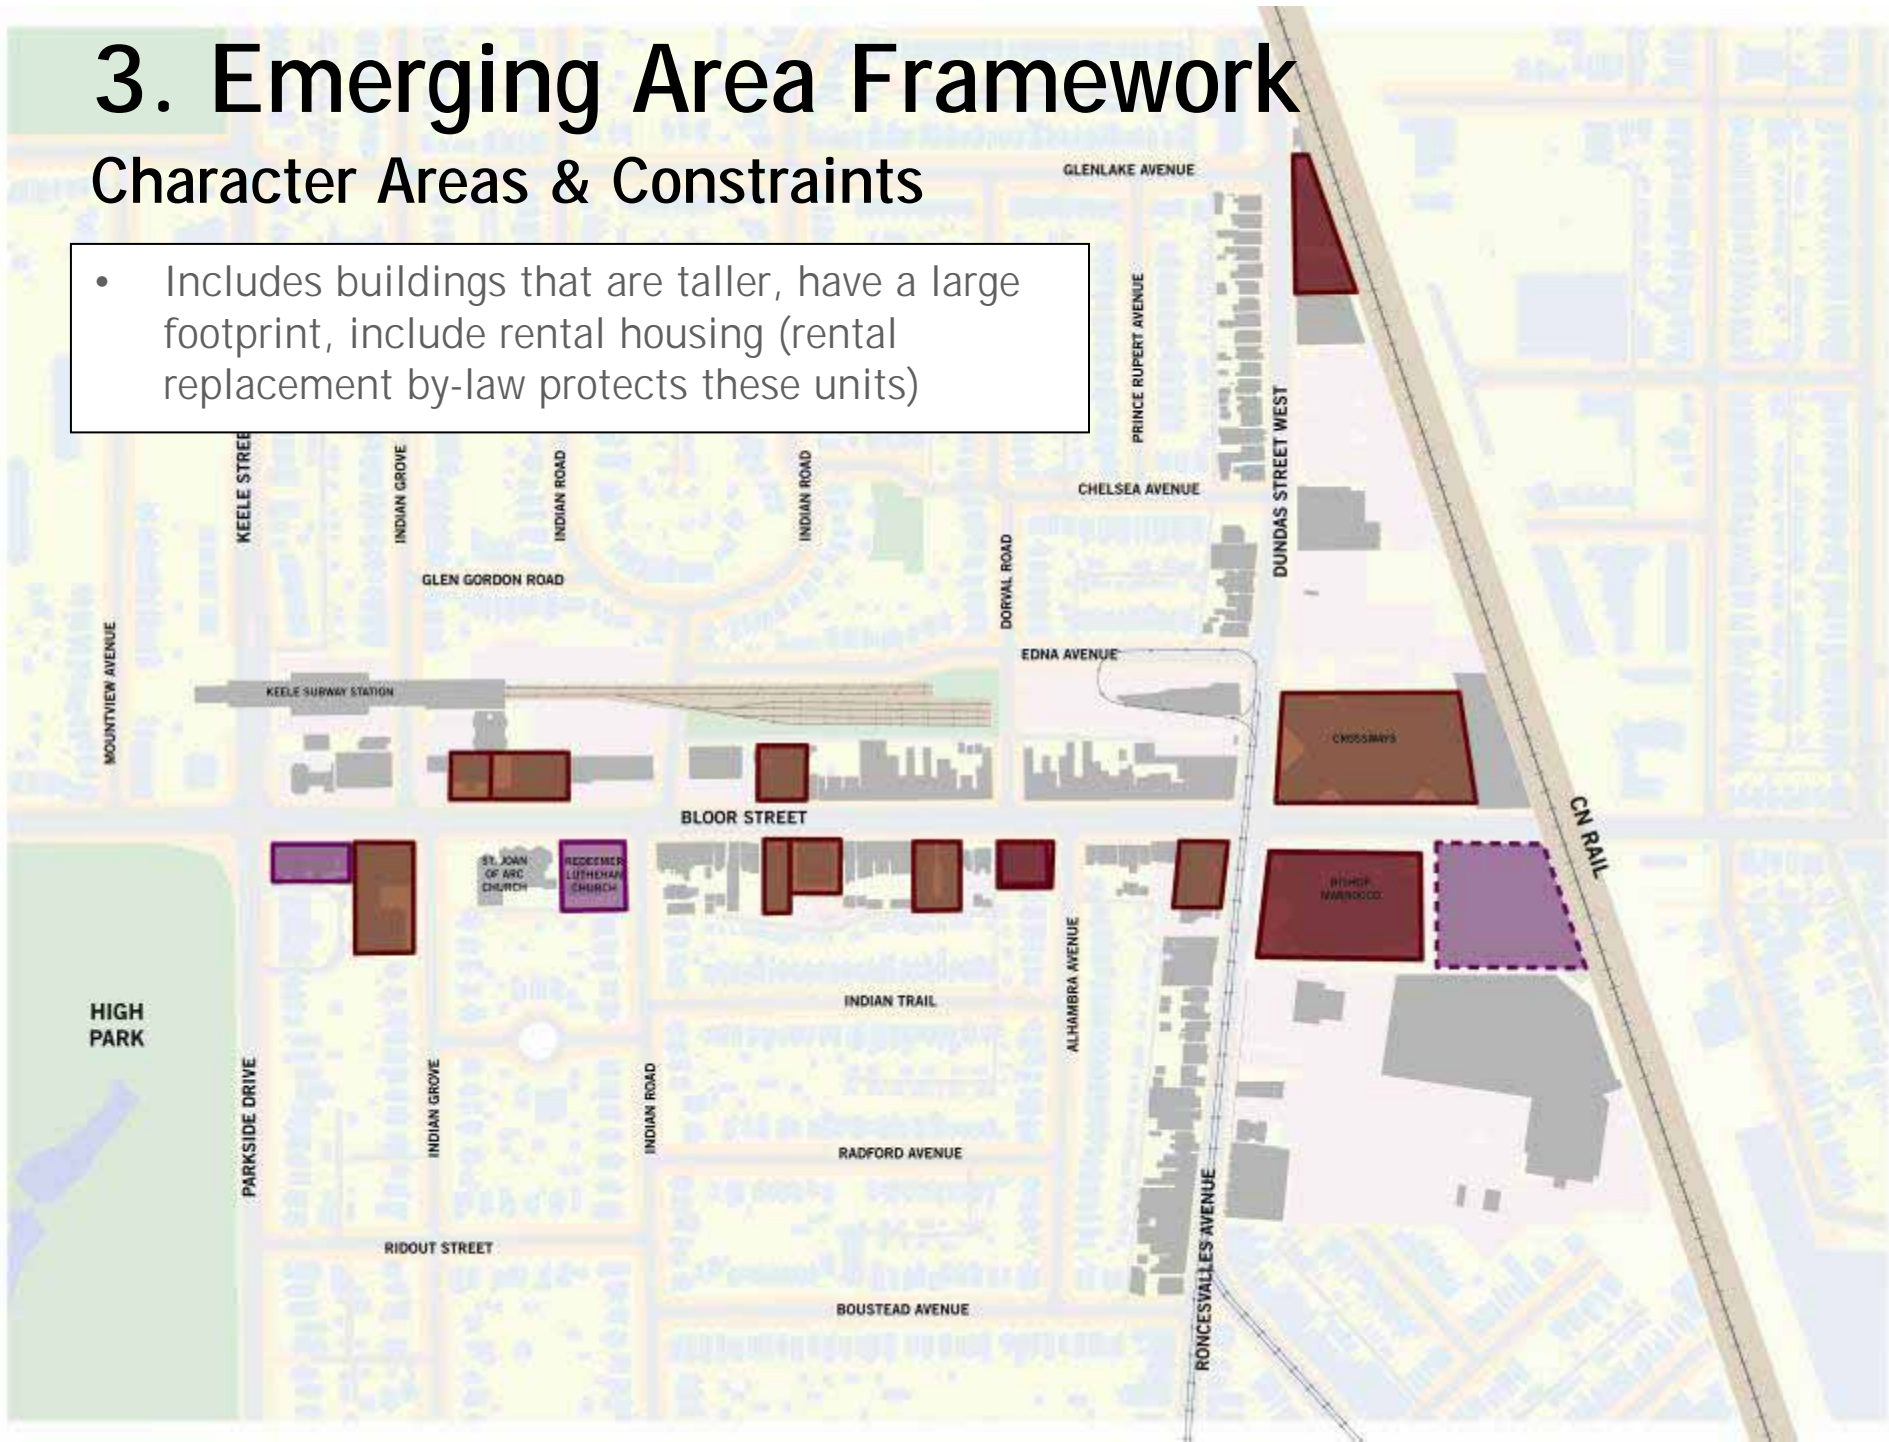 3. Emerging Area Framework
Character Areas & Constraints
• Includes buildings that are taller, have a large
footprint, include rental housing (rental
replacement by-law protects these units)
GLENLAKE AVENUE
PRINCE RUPERT AVENUE
DUNDAS STREET WEST
KEELE STREE
INDIAN GROVE
INDIAN ROAD
INDIAN ROAD
CHELSEA AVENUE
GLEN GORDON ROAD
DORVAL ROAD
MOUNTVIEW AVENUE
EDNA AVENUE
KEELE SUBWAY STATION
CROSSWAYS
BLOOR STREET
CN RAIL
ST. JOAN
OF ARC
CHURCH
REDEEMER
LUTHERAN
CHURCH
BISHOP
MARROCCO
HIGH
PARK
INDIAN TRAIL
ALHAMBRA AVENUE
PARKSIDE DRIVE
INDIAN GROVE
INDIAN ROAD
RADFORD AVENUE
RONCESVALLES AVENUE
RIDOUT STREET
BOUSTEAD AVENUE